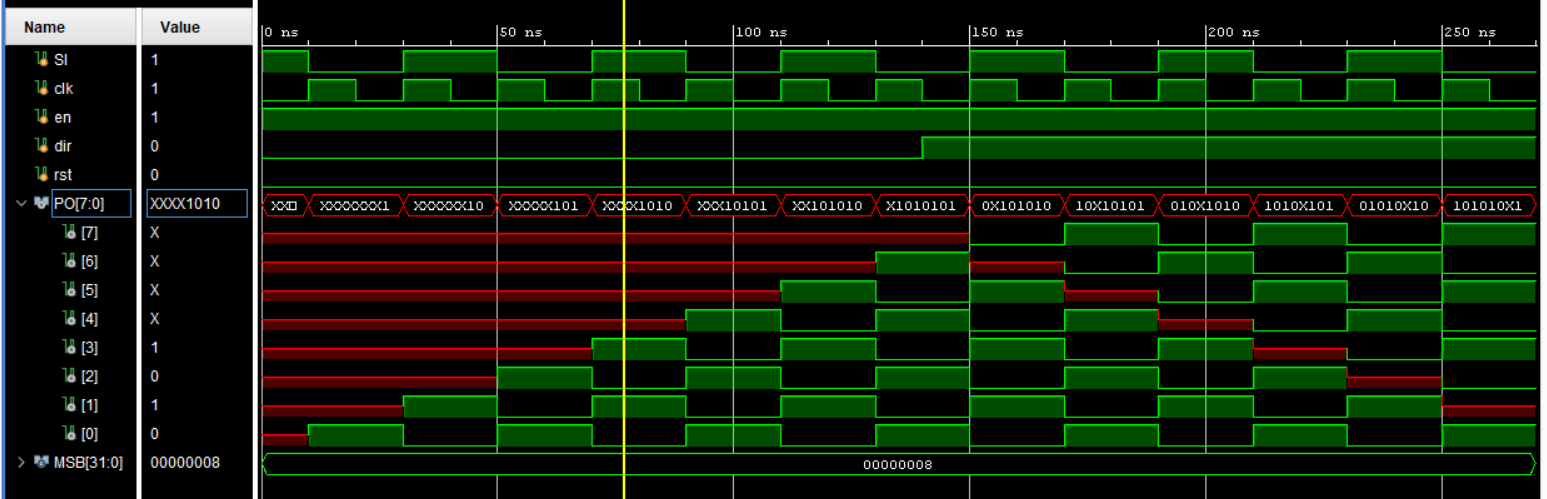 Name Value
0 ns 50 ns 100 ns 150 ns 200 ns 250 ns
SI 1
clk 1
en 1
dir 0
rst 0
PO[7:0] XXXX1010 XXXXXXX1 XXXXXX10 XXXXX101 XXXX1010 XXX10101 XX101010 X1010101 0X101010 10X10101 010X1010 1010X101 01010X10 101010X1
[7] X
[6] X
[5] X
[4] X
[3] 1
[2] 0
[1] 1
[0] 0
MSB[31:0] 00000008 00000008